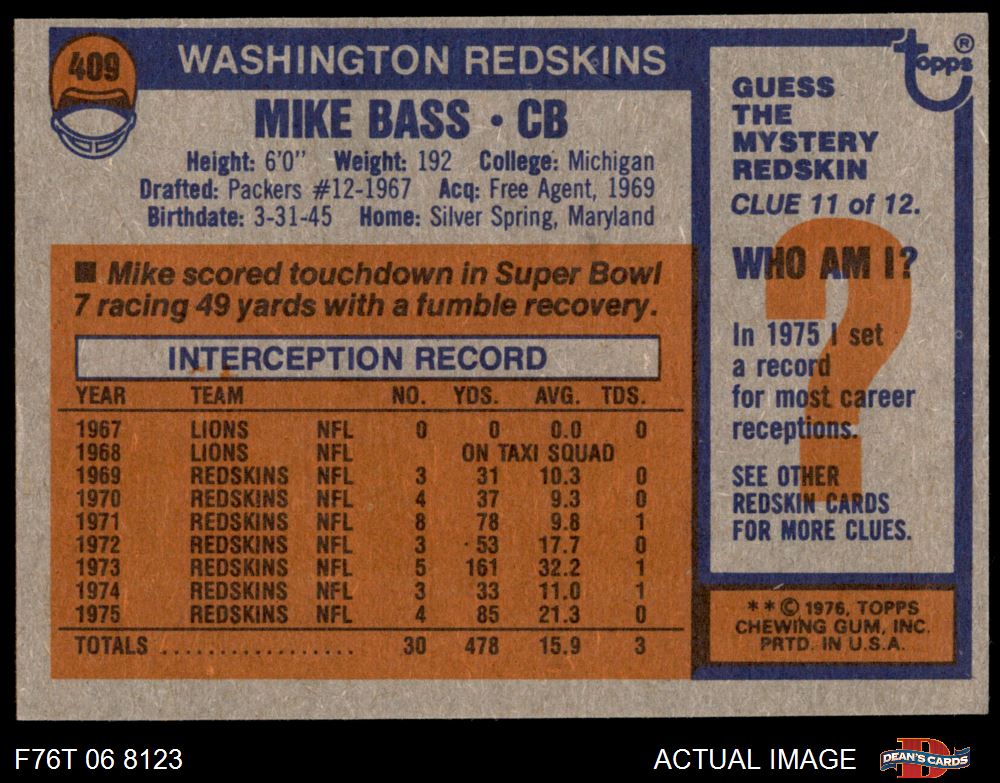 409
WASHINGTON REDSKINS
MIKE BASS • CB
Height: 6'0" Weight: 192 College: Michigan
Drafted: Packers #12-1967 Acq: Free Agent, 1969
Birthdate: 3-31-45 Home: Silver Spring, Maryland
■ Mike scored touchdown in Super Bowl
7 racing 49 yards with a fumble recovery.
INTERCEPTION RECORD
YEAR TEAM NO. YDS. AVG. TDS.
1967 LIONS NFL 0 0 0.0 0
1968 LIONS NFL ON TAXI SQUAD
1969 REDSKINS NFL 3 31 10.3 0
1970 REDSKINS NFL 4 37 9.3 0
1971 REDSKINS NFL 8 78 9.8 1
1972 REDSKINS NFL 3 53 17.7 0
1973 REDSKINS NFL 5 161 32.2 1
1974 REDSKINS NFL 3 33 11.0 1
1975 REDSKINS NFL 4 85 21.3 0
TOTALS ................. 30 478 15.9 3
topps ®
GUESS
THE
MYSTERY
REDSKIN
CLUE 11 of 12.
WHO AM I?
?
In 1975 I set
a record
for most career
receptions.
SEE OTHER
REDSKIN CARDS
FOR MORE CLUES.
* * © 1976, TOPPS
CHEWING GUM, INC.
PRTD. IN U.S.A.
F76T 06 8123
ACTUAL IMAGE
D
DEAN'S CARDS